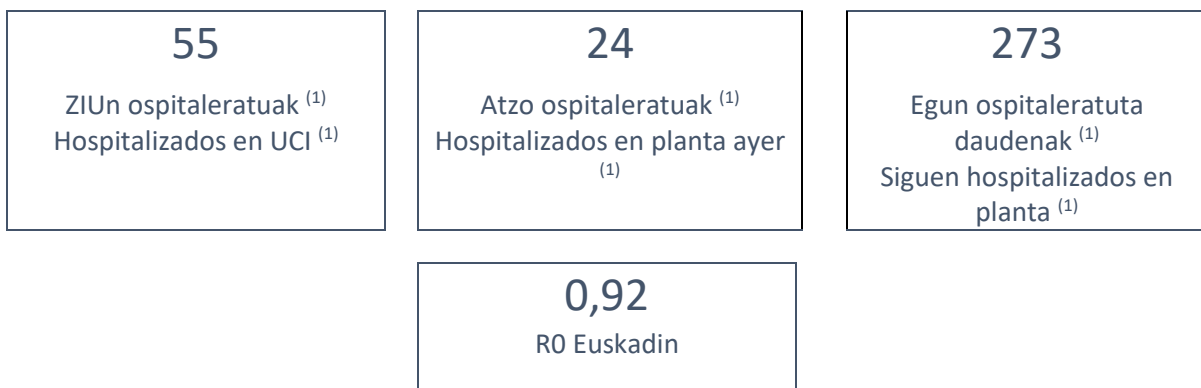 55
ZIUn ospitaleratuak (1)
Hospitalizados en UCI (1)
24
Atzo ospitaleratuak (1)
Hospitalizados en planta ayer
(1)
273
Egun ospitaleratuta
daudenak (1)
Siguen hospitalizados en
planta (1)
0,92
R0 Euskadin